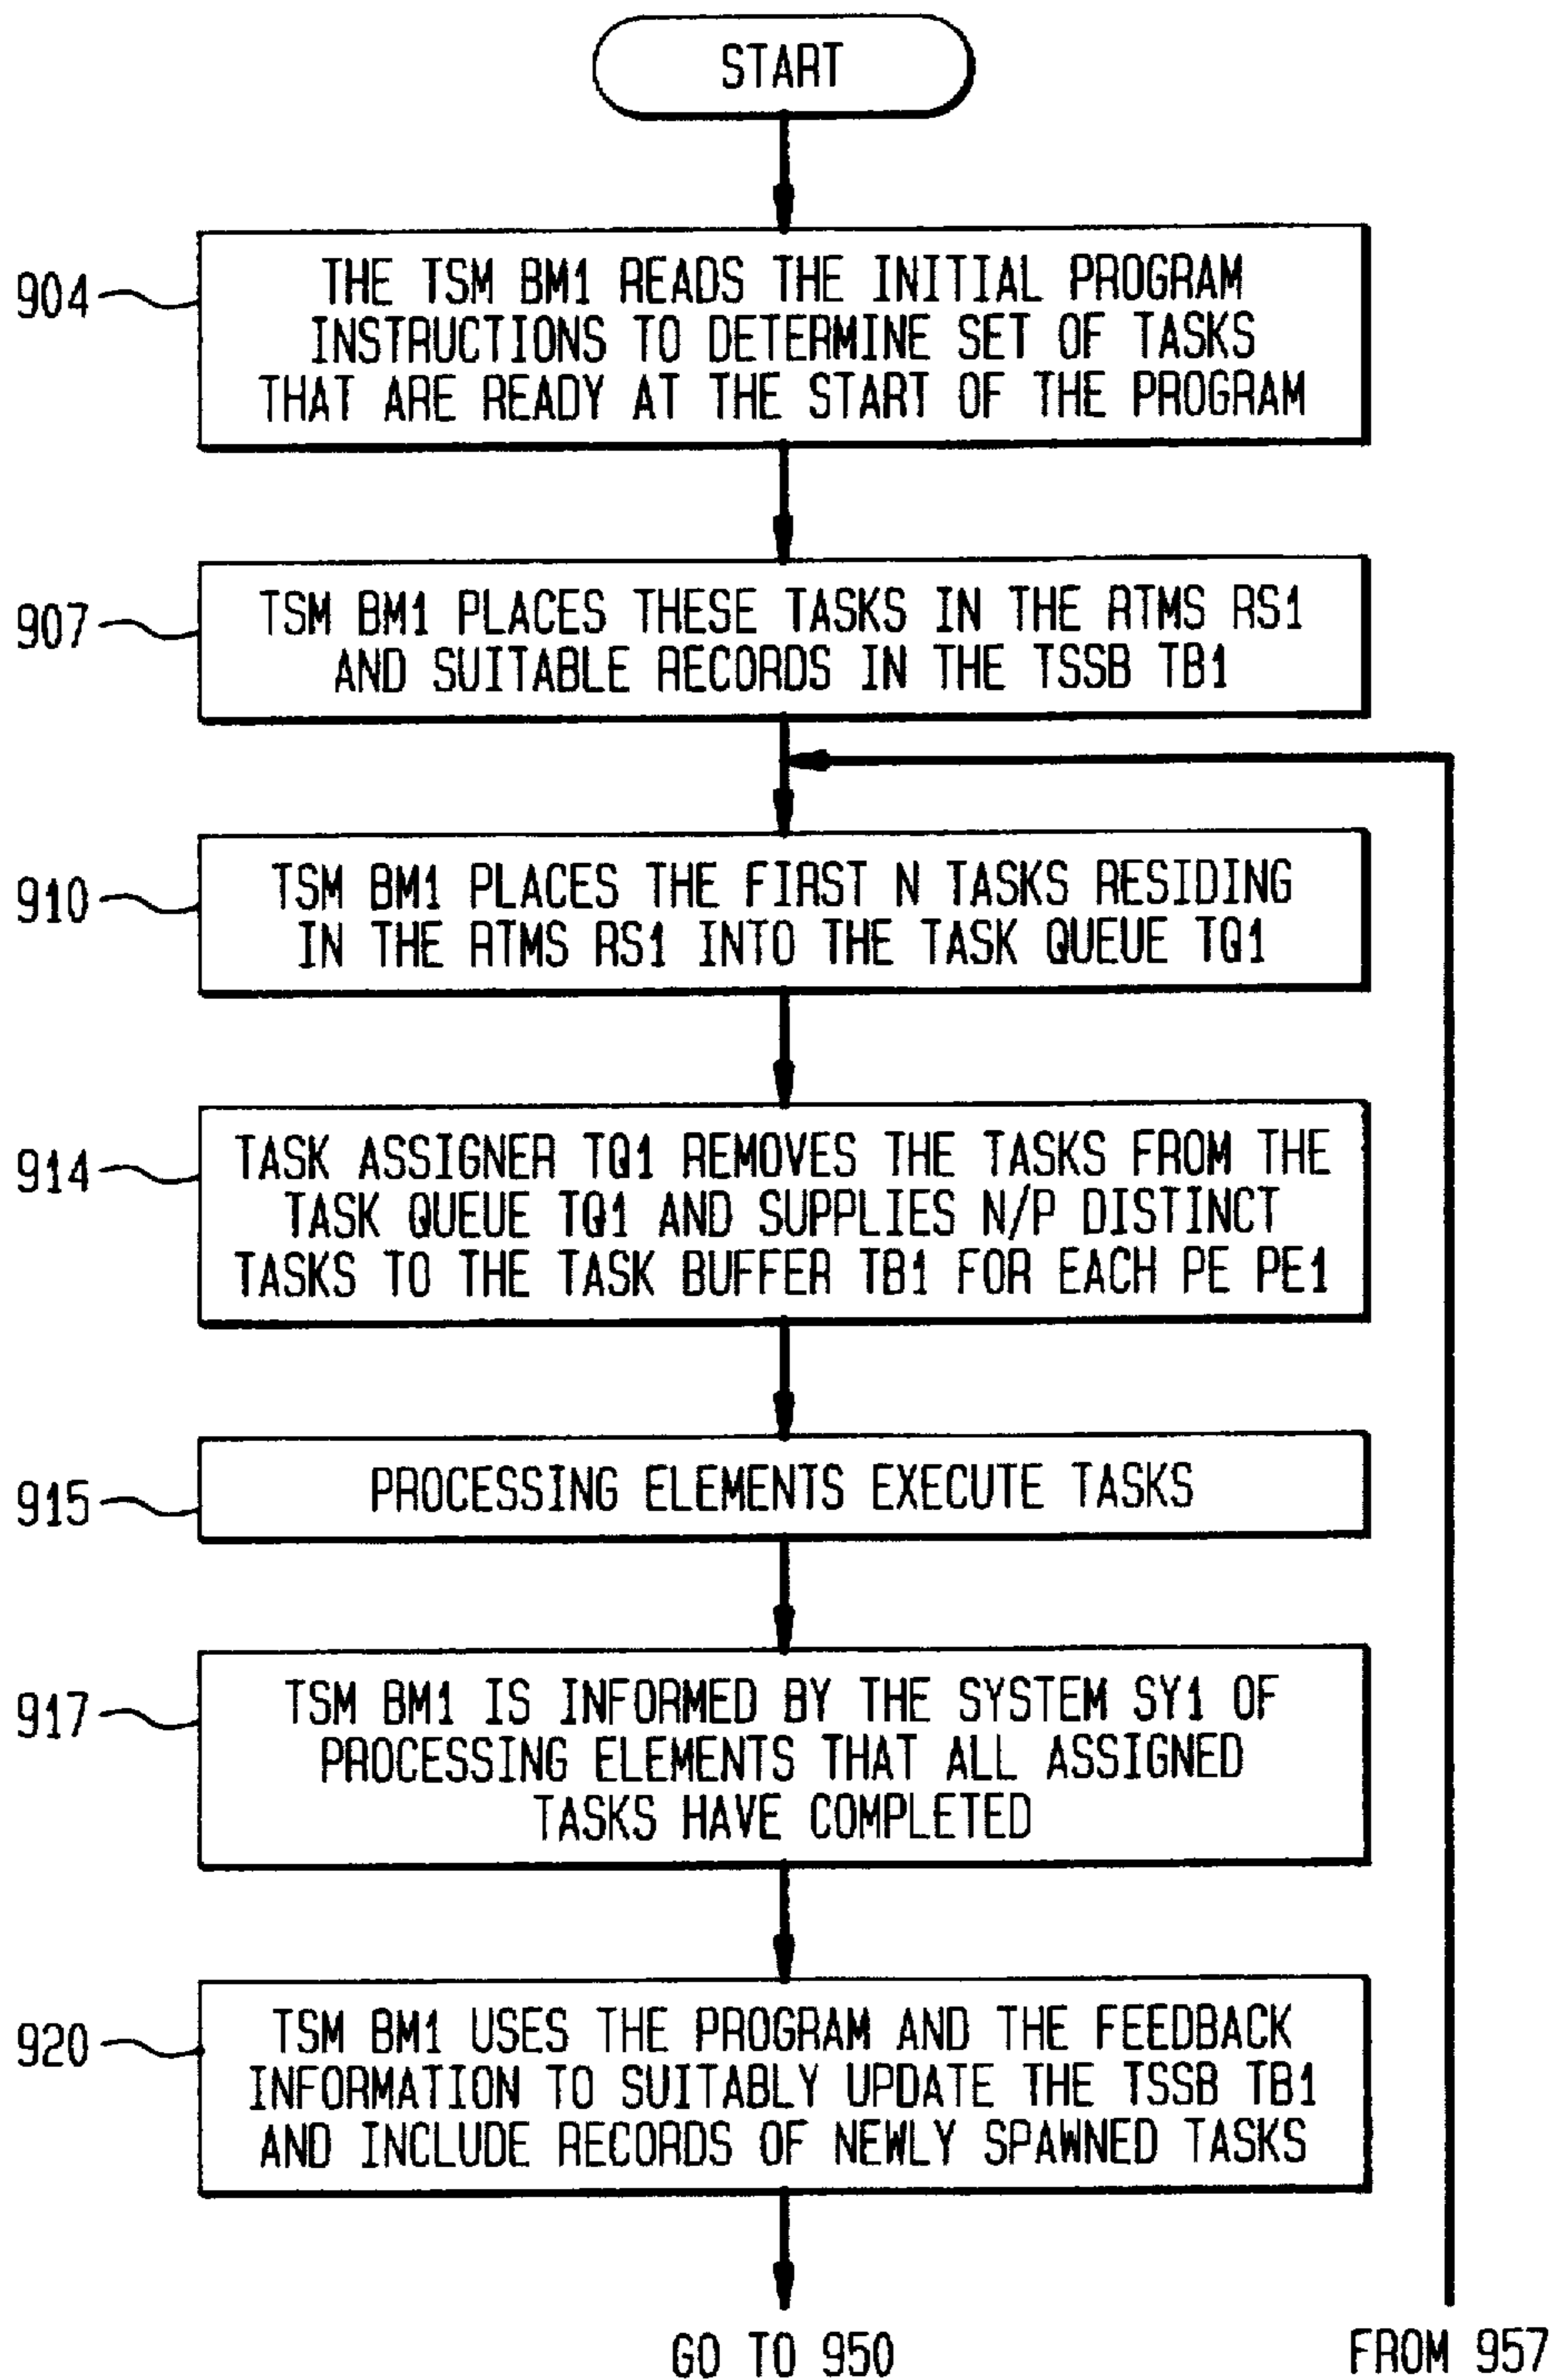 START
904
THE TSM BM1 READS THE INITIAL PROGRAM
INSTRUCTIONS TO DETERMINE SET OF TASKS
THAT ARE READY AT THE START OF THE PROGRAM
907
TSM BM1 PLACES THESE TASKS IN THE RTMS RS1
AND SUITABLE RECORDS IN THE TSSB TB1
910
TSM BM1 PLACES THE FIRST N TASKS RESIDING
IN THE RTMS RS1 INTO THE TASK QUEUE TQ1
914
TASK ASSIGNER TQ1 REMOVES THE TASKS FROM THE
TASK QUEUE TQ1 AND SUPPLIES N/P DISTINCT
TASKS TO THE TASK BUFFER TB1 FOR EACH PE PE1
915
PROCESSING ELEMENTS EXECUTE TASKS
917
TSM BM1 IS INFORMED BY THE SYSTEM SY1 OF
PROCESSING ELEMENTS THAT ALL ASSIGNED
TASKS HAVE COMPLETED
920
TSM BM1 USES THE PROGRAM AND THE FEEDBACK
INFORMATION TO SUITABLY UPDATE THE TSSB TB1
AND INCLUDE RECORDS OF NEWLY SPAWNED TASKS
GO TO 950
FROM 957